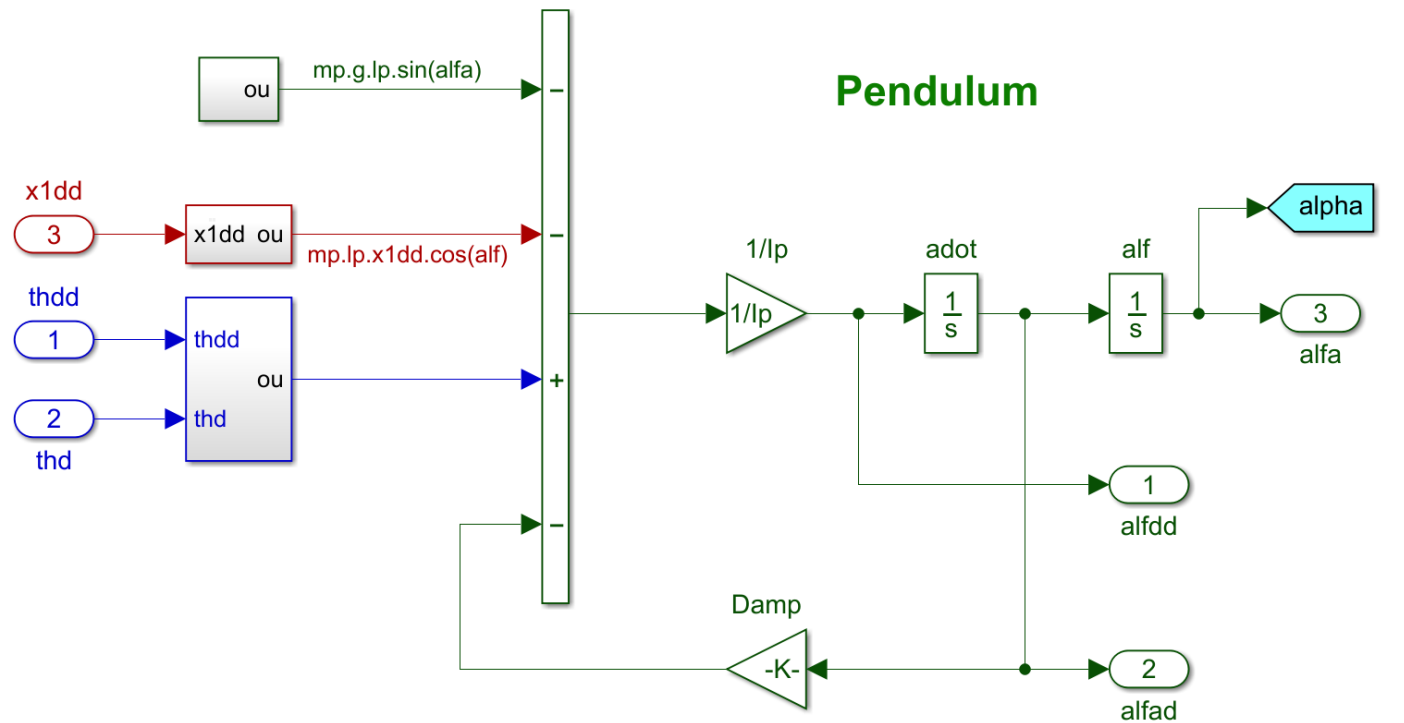 mp.g.lp.sin(alfa)
ou
−
Pendulum
x1dd
3
x1dd ou
mp.lp.x1dd.cos(alf)
−
alpha
thdd
1
thdd
ou
2
thd
thd
+
1/Ip
1/Ip
adot
1
s
alf
1
s
3
alfa
1
alfdd
−
Damp
-K-
2
alfad